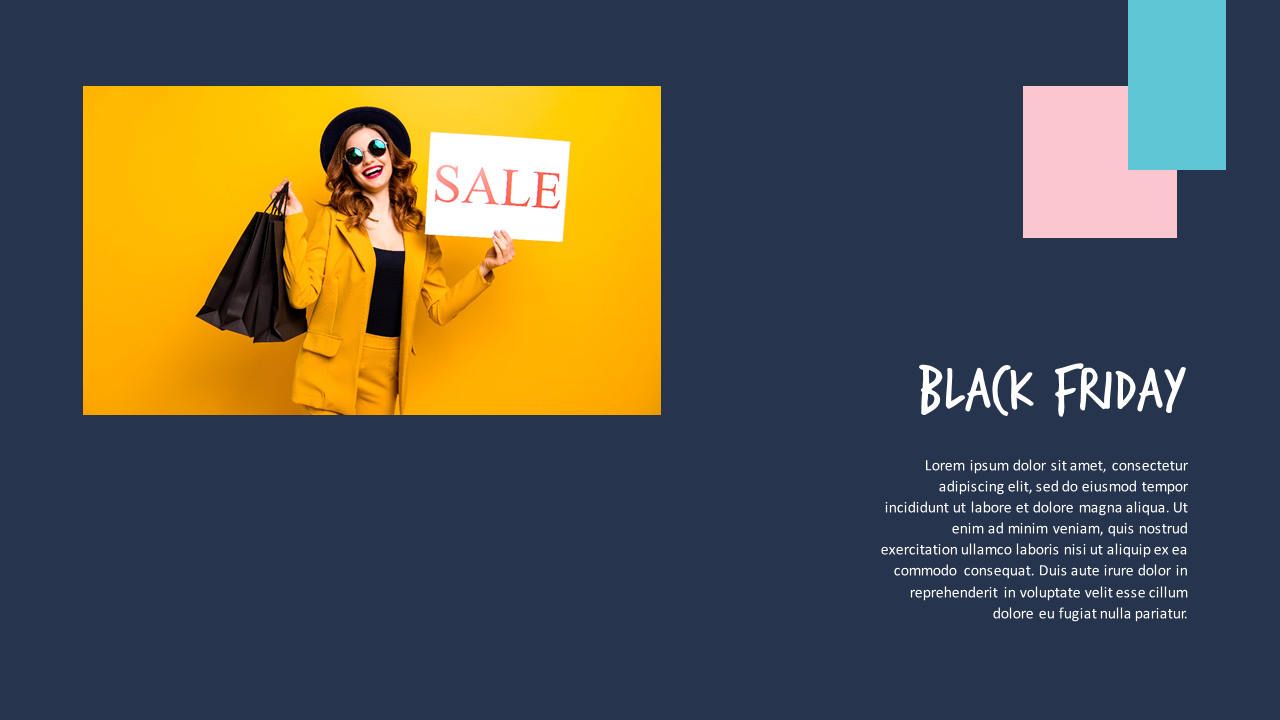 SALE
BLACK FRIDAY
Lorem ipsum dolor sit amet, consectetur
adipiscing elit, sed do eiusmod tempor
incididunt ut labore et dolore magna aliqua. Ut
enim ad minim veniam, quis nostrud
exercitation ullamco laboris nisi ut aliquip ex ea
commodo consequat. Duis aute irure dolor in
reprehenderit in voluptate velit esse cillum
dolore eu fugiat nulla pariatur.